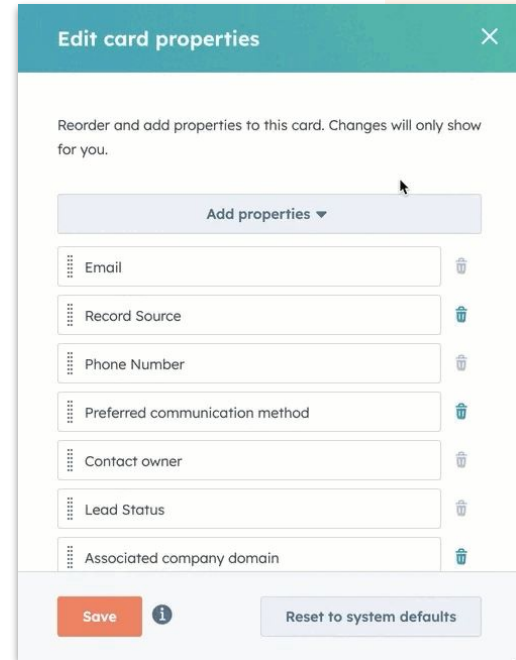 Edit card properties
Reorder and add properties to this card. Changes will only show
for you.
Add properties
Email
Record Source
Phone Number
Preferred communication method
Contact owner
Lead Status
Associated company domain
Save
Reset to system defaults